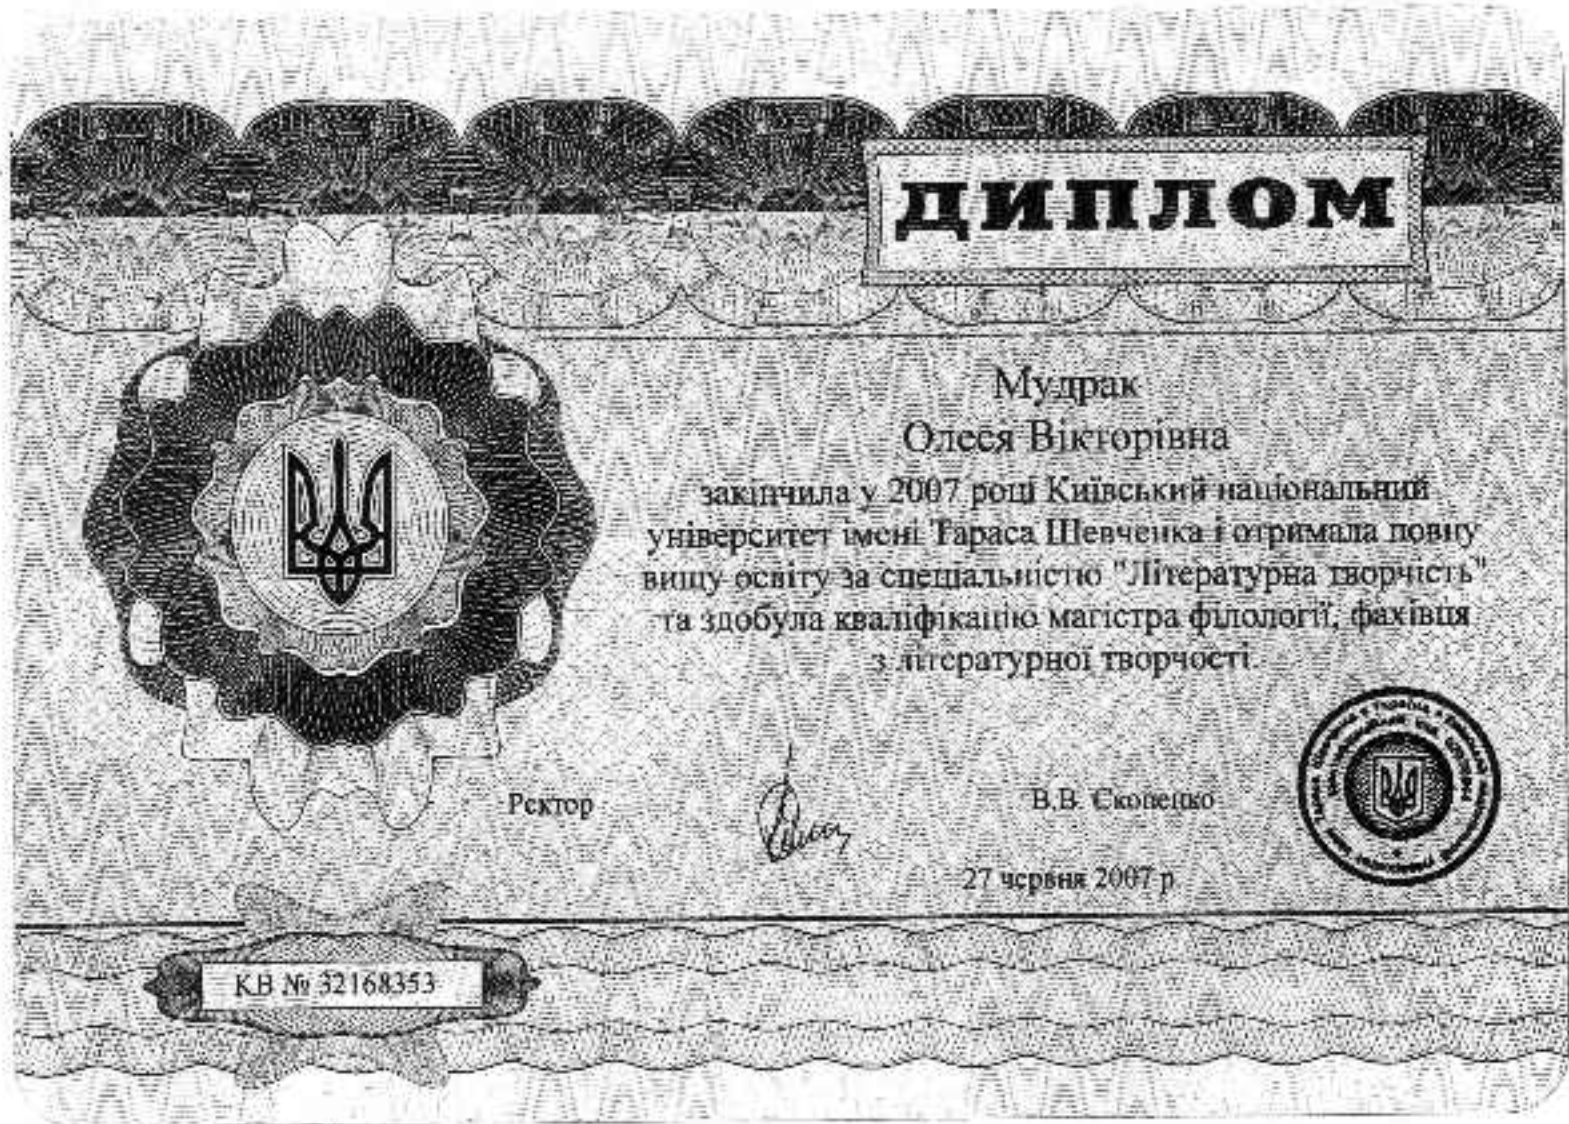 ДИПЛОМ
Мудрак
Олеся Вікторівна
закінчила у 2007 році Київський національний
університет імені Тараса Шевченка і отримала повну
вищу освіту за спеціальністю "Літературна творчість"
та здобула кваліфікацію магістра філології, фахівця
з літературної творчості
Ректор
В.В. Скопенко
27 червня 2007 р
КВ № 32168353